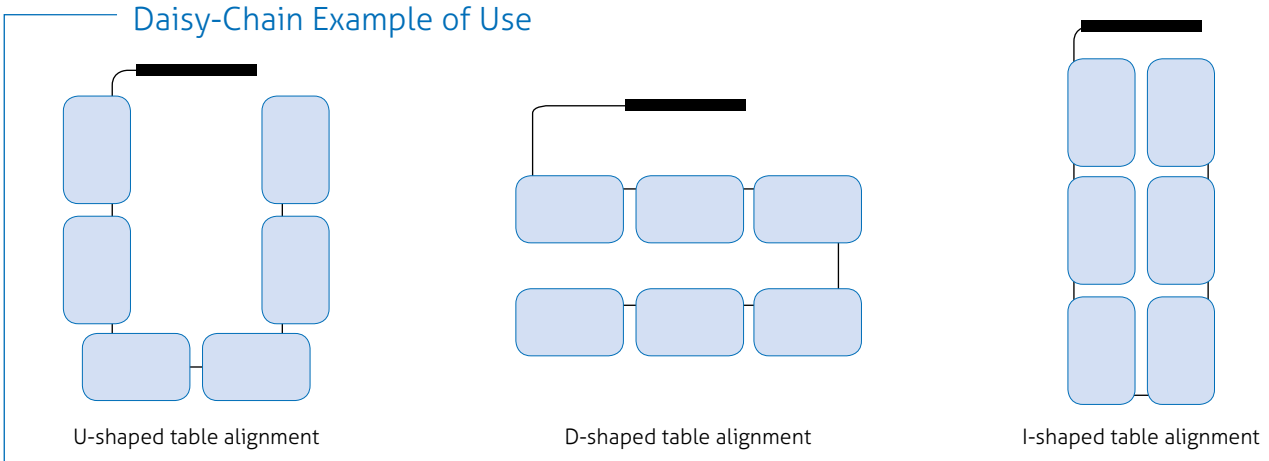 Daisy-Chain Example of Use
U-shaped table alignment
D-shaped table alignment
I-shaped table alignment